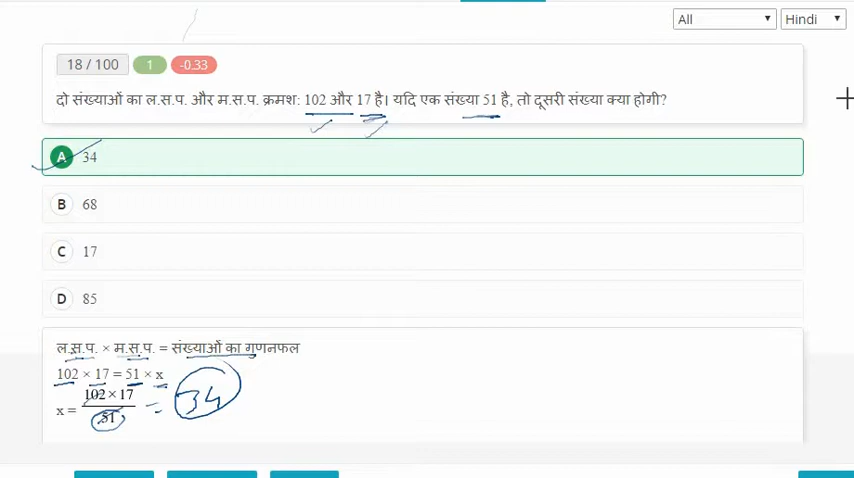 All Hindi
18 / 100 1 -0.33
दो संख्याओं का ल.स.प. और म.स.प. क्रमश: 102 और 17 है। यदि एक संख्या 51 है, तो दूसरी संख्या क्या होगी?
A 34
B 68
C 17
D 85
ल.स.प. × म.स.प. = संख्याओं का गुणनफल
102 × 17 = 51 × x
x = 102 × 17 / 51 = 34